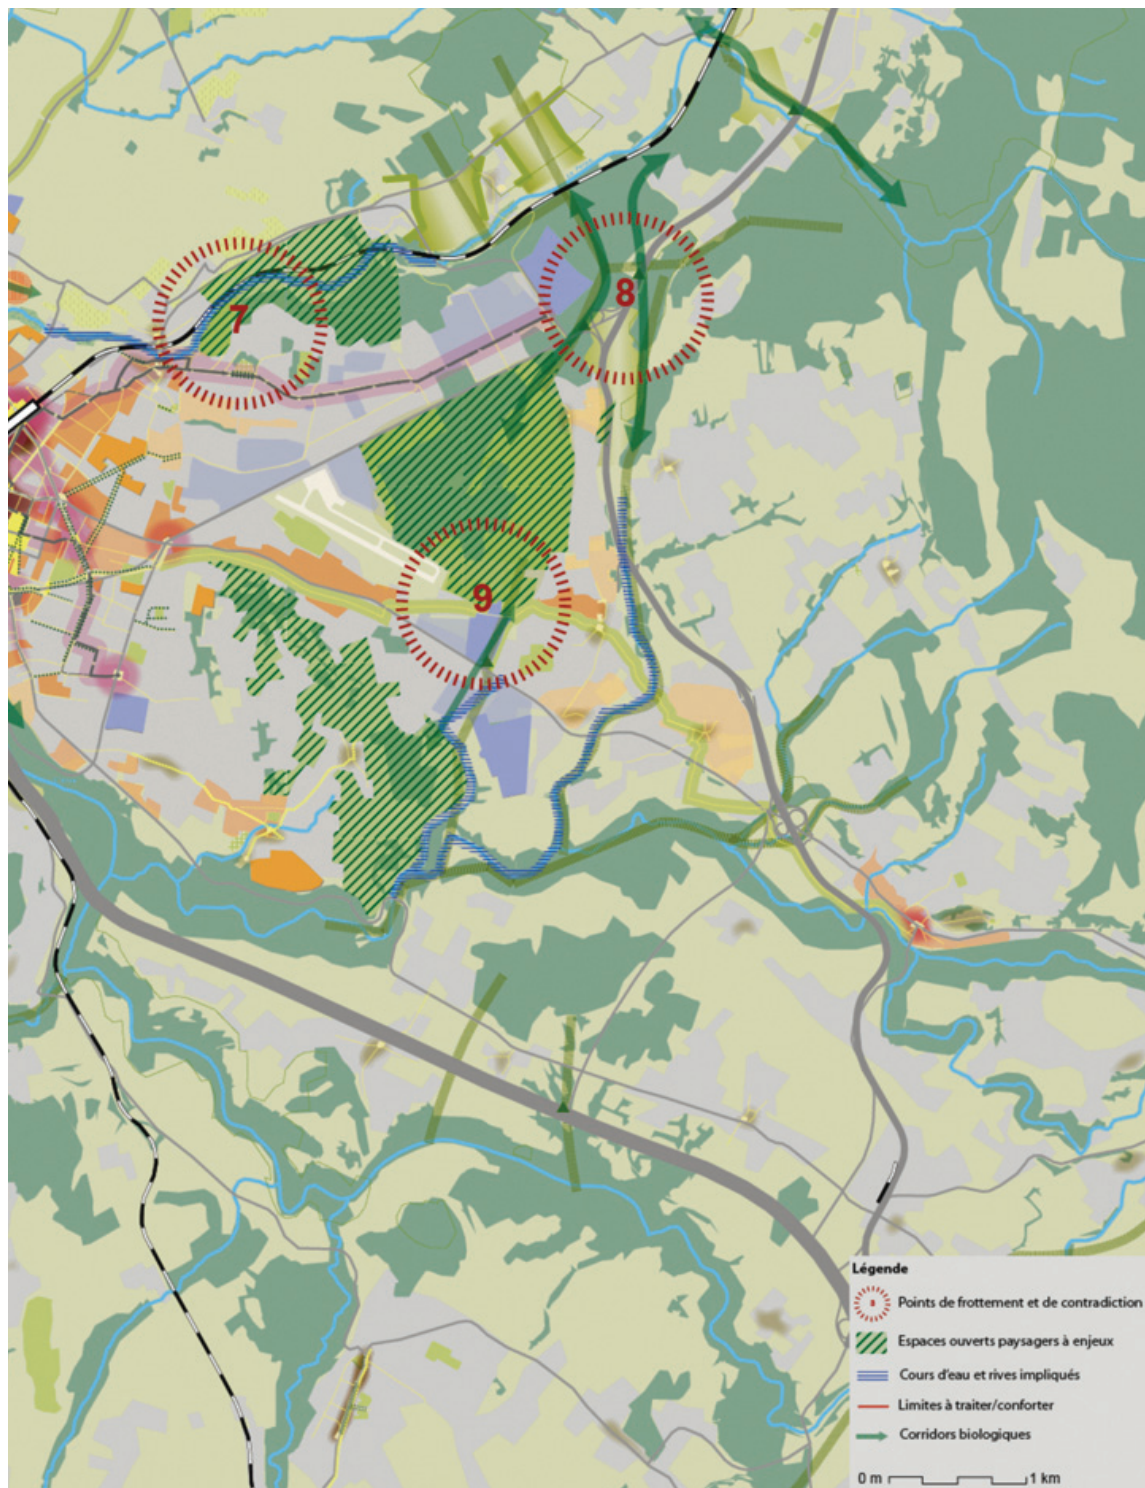 7
8
9
Légende
8 Points de frottement et de contradiction
Espaces ouverts paysagers à enjeux
Cours d'eau et rives impliqués
Limites à traiter/conforter
Corridors biologiques
0 m 1 km